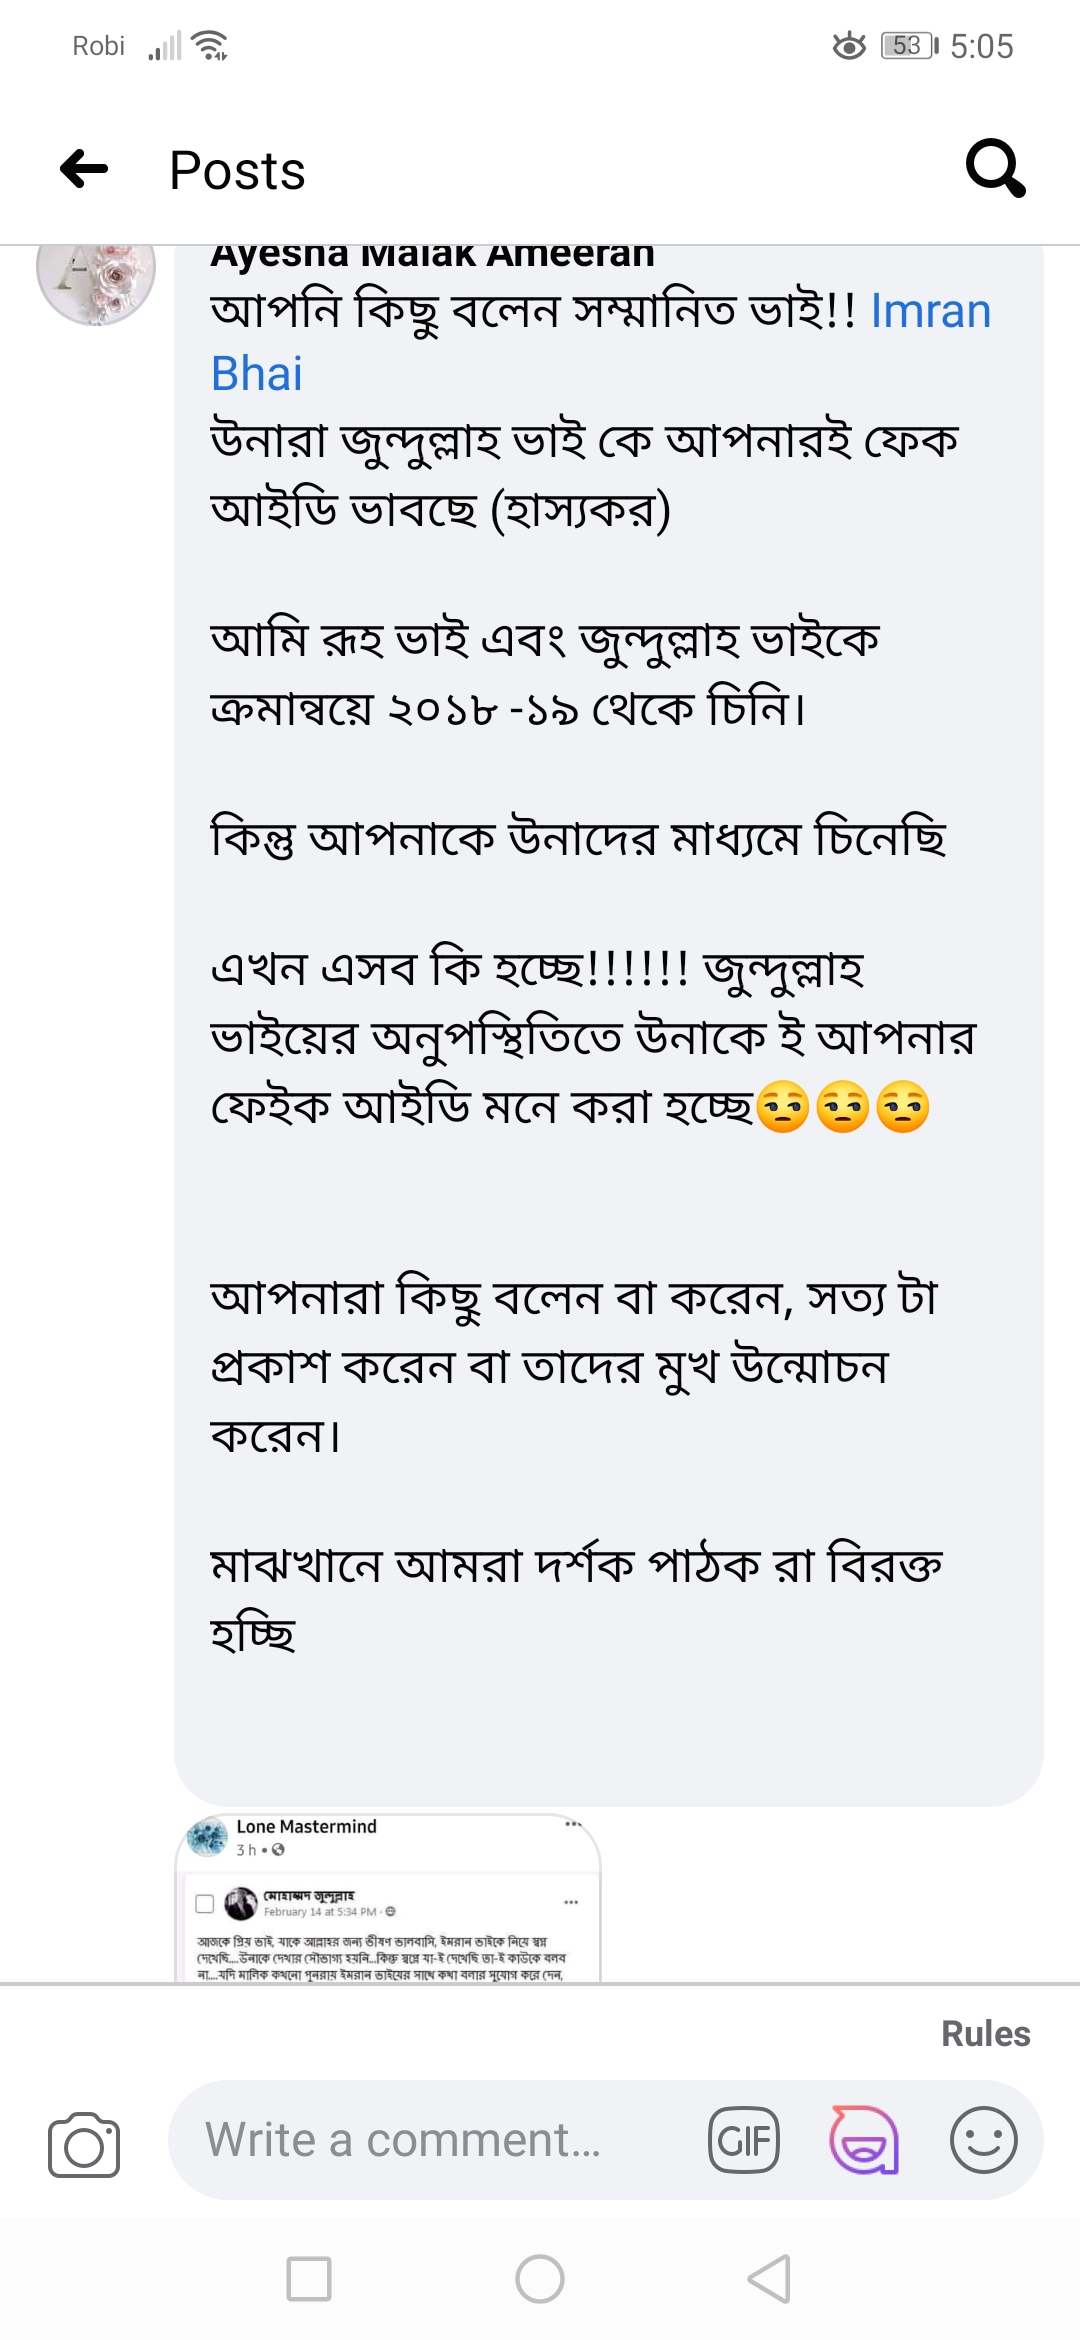 Robi
53 5:05
Posts
Ayesha Malak Ameerah
আপনি কিছু বলেন সম্মানিত ভাই!! Imran
Bhai
উনারা জুন্দুল্লাহ ভাই কে আপনারই ফেক
আইডি ভাবছে (হাস্যকর)
আমি রূহ ভাই এবং জুন্দুল্লাহ ভাইকে
ক্রমান্বয়ে ২০১৮ -১৯ থেকে চিনি।
কিন্তু আপনাকে উনাদের মাধ্যমে চিনেছি
এখন এসব কি হচ্ছে!!!!!! জুন্দুল্লাহ
ভাইয়ের অনুপস্থিতিতে উনাকে ই আপনার
ফেইক আইডি মনে করা হচ্ছে😒😒😒
আপনারা কিছু বলেন বা করেন, সত্য টা
প্রকাশ করেন বা তাদের মুখ উন্মোচন
করেন।
মাঝখানে আমরা দর্শক পাঠক রা বিরক্ত
হচ্ছি
Lone Mastermind
3 h
মোহাম্মদ জুন্দুল্লাহ
February 14 at 5:34 PM
আজকে প্রিয় ভাই, যাকে আল্লাহর জন্য ভীষণ ভালবাসি, ইমরান ভাইকে নিয়ে স্বপ্ন
দেখেছি....উনাকে দেখার সৌভাগ্য হয়নি...কিন্তু স্বপ্নে যা-ই দেখেছি তা-ই কাউকে বলব
না....যদি মালিক কখনো পুনরায় ইমরান ভাইয়ের সাথে কথা বলার সুযোগ করে দেন,
Rules
Write a comment...
GIF